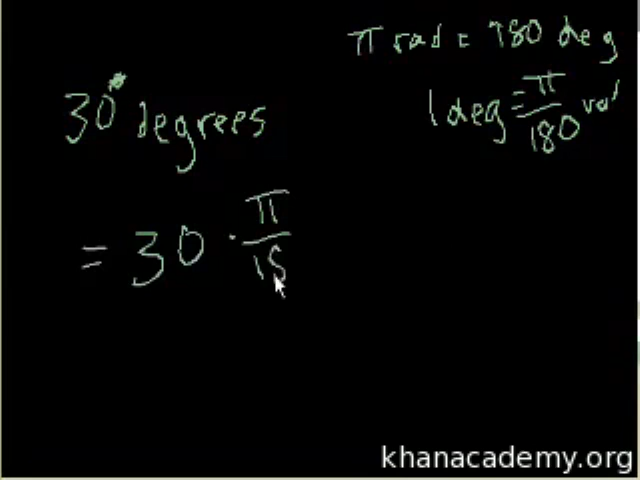 π rad = 180 deg
1 deg = π/180 rad
30° degrees
= 30 · π/18
khanacademy.org